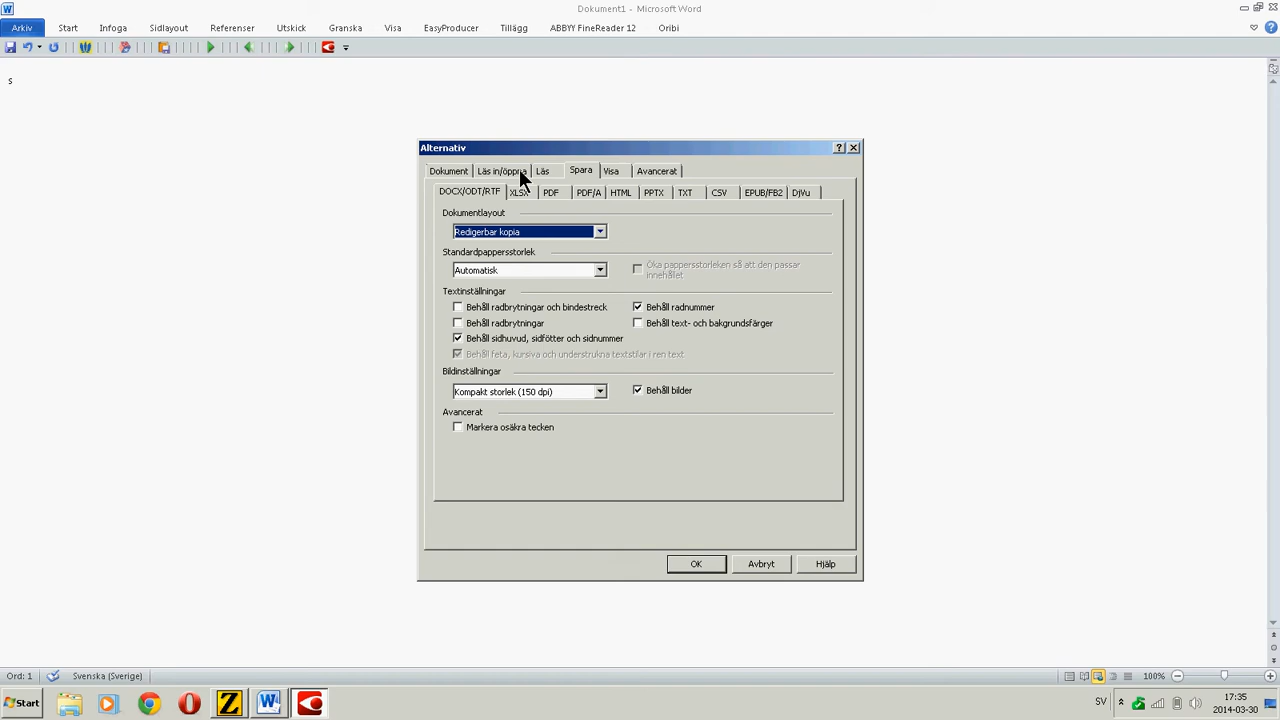 Dokument1 - Microsoft Word
Arkiv Start Infoga Sidlayout Referenser Utskick Granska Visa EasyProducer Tillägg ABBYY FineReader 12 Oribi
s
Alternativ
Dokument Läs in/öppna Läs Spara Visa Avancerat
DOCX/ODT/RTF XLSX PDF PDF/A HTML PPTX TXT CSV EPUB/FB2 DjVu
Dokumentlayout
Redigerbar kopia
Standardpappersstorlek
Automatisk
Öka pappersstorleken så att den passar
innehållet
Textinställningar
Behåll radbrytningar och bindestreck Behåll radnummer
Behåll radbrytningar Behåll text- och bakgrundsfärger
Behåll sidhuvud, sidfötter och sidnummer
Behåll feta, kursiva och understrukna textstilar i ren text
Bildinställningar
Kompakt storlek (150 dpi) Behåll bilder
Avancerat
Markera osäkra tecken
OK Avbryt Hjälp
Ord: 1 Svenska (Sverige) 100%
Start SV 17:35
2014-03-30